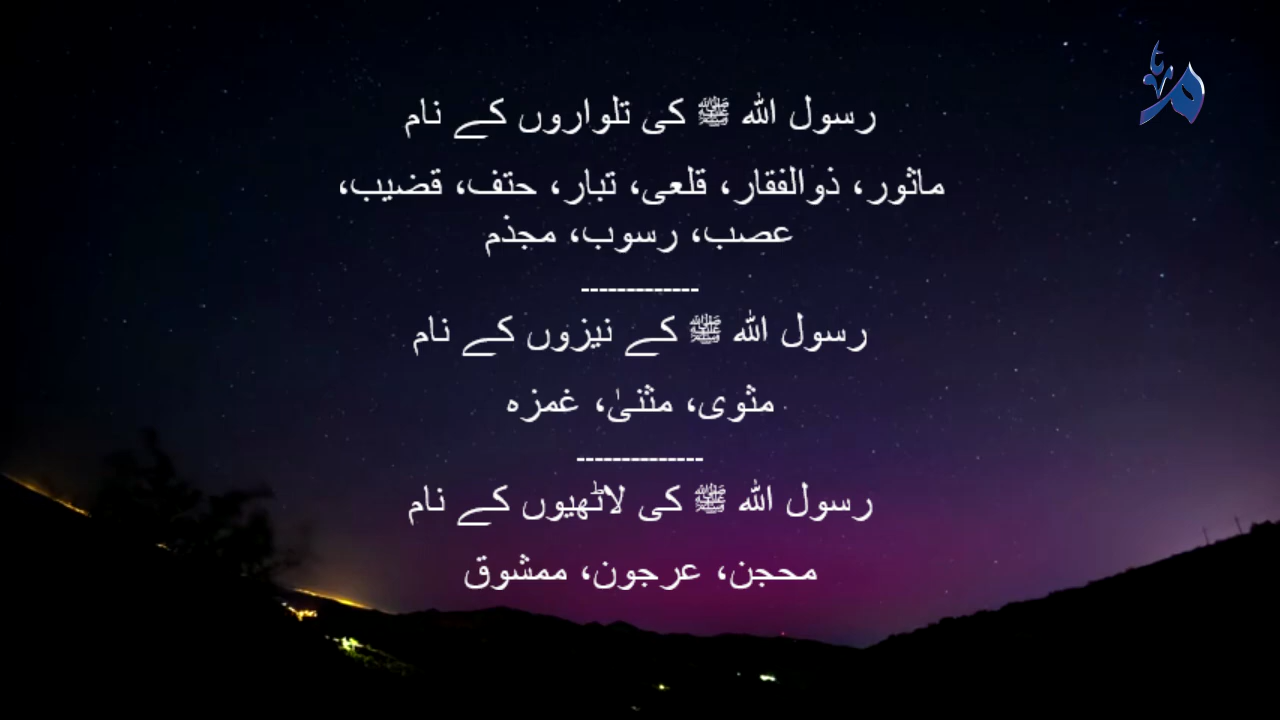 رسول اللہ ﷺ کی تلواروں کے نام
ماثور، ذوالفقار، قلعی، تبار، حتف، قضیب،
عصب، رسوب، مجذم
-------------
رسول اللہ ﷺ کے نیزوں کے نام
مثوی، مثنیٰ، غمزہ
--------------
رسول اللہ ﷺ کی لاٹھیوں کے نام
محجن، عرجون، ممشوق